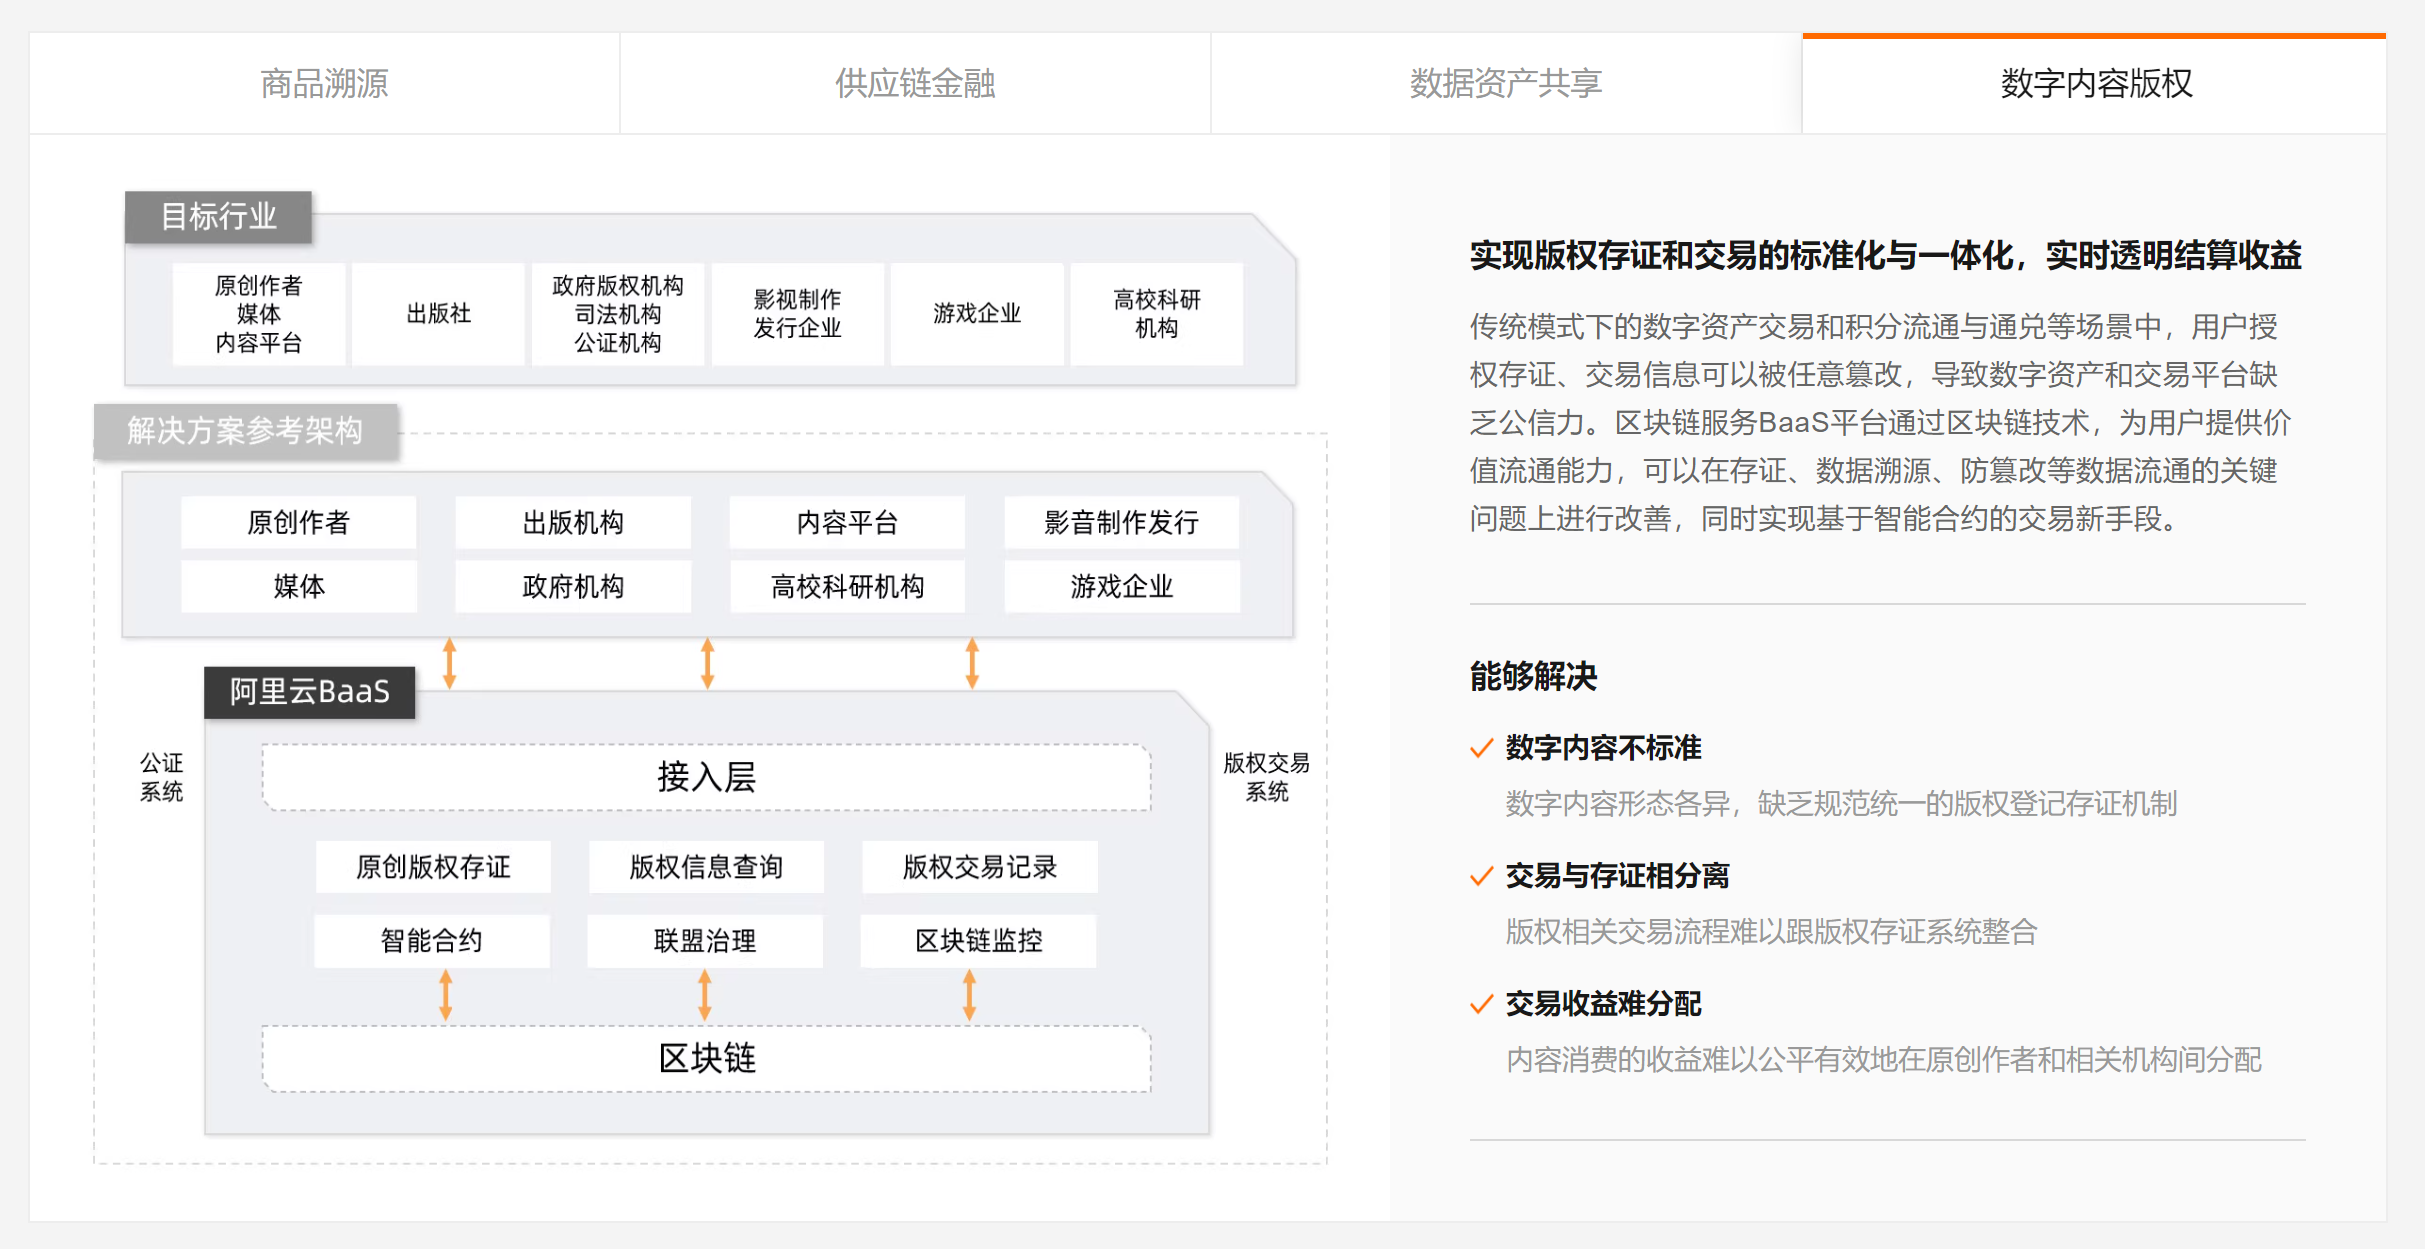 商品溯源
供应链金融
数据资产共享
数字内容版权
目标行业
原创作者
媒体
内容平台
出版社
政府版权机构
司法机构
公证机构
影视制作
发行企业
游戏企业
高校科研
机构
解决方案参考架构
原创作者
出版机构
内容平台
影音制作发行
媒体
政府机构
高校科研机构
游戏企业
阿里云BaaS
公证
系统
接入层
版权交易
系统
原创版权存证
版权信息查询
版权交易记录
智能合约
联盟治理
区块链监控
区块链
实现版权存证和交易的标准化与一体化，实时透明结算收益
传统模式下的数字资产交易和积分流通与通兑等场景中，用户授
权存证、交易信息可以被任意篡改，导致数字资产和交易平台缺
乏公信力。区块链服务BaaS平台通过区块链技术，为用户提供价
值流通能力，可以在存证、数据溯源、防篡改等数据流通的关键
问题上进行改善，同时实现基于智能合约的交易新手段。
能够解决
数字内容不标准
数字内容形态各异，缺乏规范统一的版权登记存证机制
交易与存证相分离
版权相关交易流程难以跟版权存证系统整合
交易收益难分配
内容消费的收益难以公平有效地在原创作者和相关机构间分配